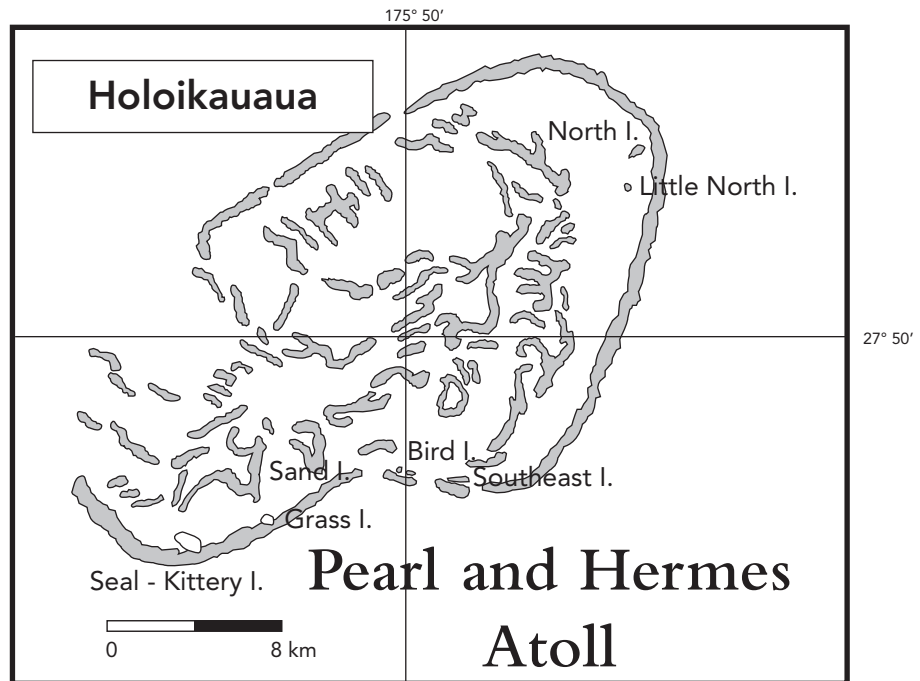 175° 50’
Holoikauaua
North I.
Little North I.
27° 50’
Bird I.
Sand I.
Southeast I.
Grass I.
Seal - Kittery I.
Pearl and Hermes
Atoll
0 8 km